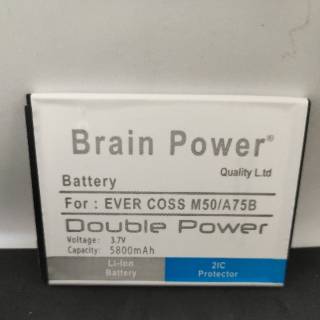 Brain Power®
Quality L.td
Battery
For : EVER COSS M50/A75B
Double Power
Voltage: 3.7V
Capacity: 5800mAh
Li-Ion
Battery
2IC
Protector